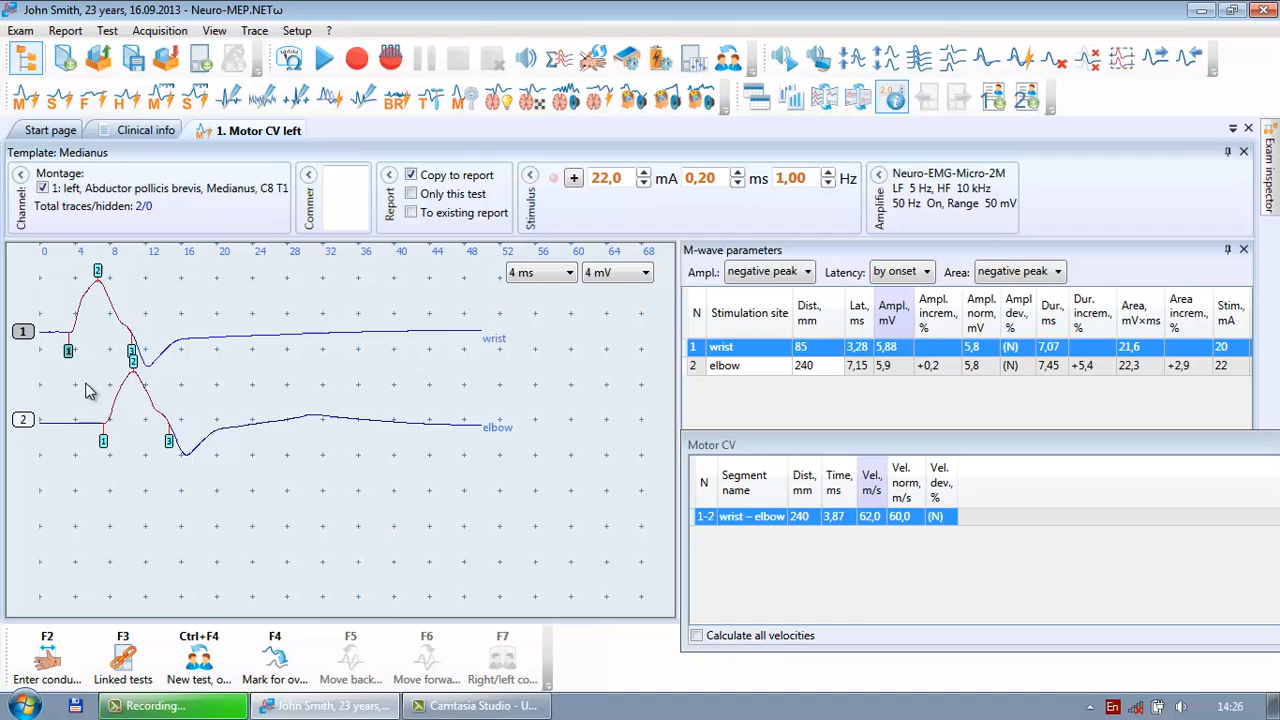 John Smith, 23 years, 16.09.2013 - Neuro-MEP.NETω
Exam Report Test Acquisition View Trace Setup ?
Start page Clinical info 1. Motor CV left
Template: Medianus
Channel: Montage:
1: left, Abductor pollicis brevis, Medianus, C8 T1
Total traces/hidden: 2/0
Report Copy to report
Only this test
To existing report
Stimulus + 22,0 mA 0,20 ms 1,00 Hz
Neuro-EMG-Micro-2M
LF 5 Hz, HF 10 kHz
50 Hz On, Range 50 mV
0 4 8 12 16 20 24 28 32 36 40 44 48 52 56 60 64 68
4 ms 4 mV
1 2 1 3 wrist
2 2 1 3 elbow
M-wave parameters
Ampl.: negative peak Latency: by onset Area: negative peak
N Stimulation site Dist., mm Lat., ms Ampl., mV Ampl. increm., % Ampl. norm, mV Ampl dev., % Dur., ms Dur. increm., % Area, mV×ms Area increm., % Stim., mA
1 wrist 85 3,28 5,88 5,8 (N) 7,07 21,6 20
2 elbow 240 7,15 5,9 +0,2 5,8 (N) 7,45 +5,4 22,3 +2,9 22
Motor CV
N Segment name Dist., mm Time, ms Vel., m/s Vel. norm, m/s Vel. dev., %
1-2 wrist – elbow 240 3,87 62,0 60,0 (N)
Calculate all velocities
F2 F3 Ctrl+F4 F4 F5 F6 F7
Enter condu... Linked tests New test, o... Mark for ov... Move back... Move forwa... Right/left co...
Exam inspector
Recording... John Smith, 23 years,... Camtasia Studio - U... En 14:26